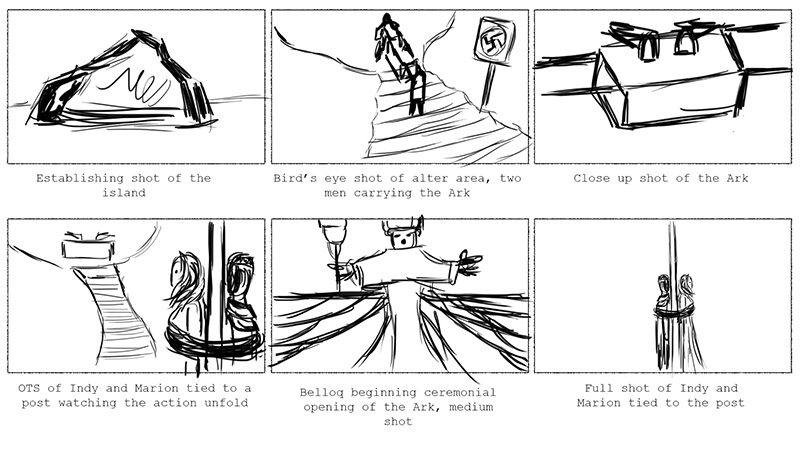 Establishing shot of the
island
Bird's eye shot of alter area, two
men carrying the Ark
Close up shot of the Ark
OTS of Indy and Marion tied to a
post watching the action unfold
Belloq beginning ceremonial
opening of the Ark, medium
shot
Full shot of Indy and
Marion tied to the post